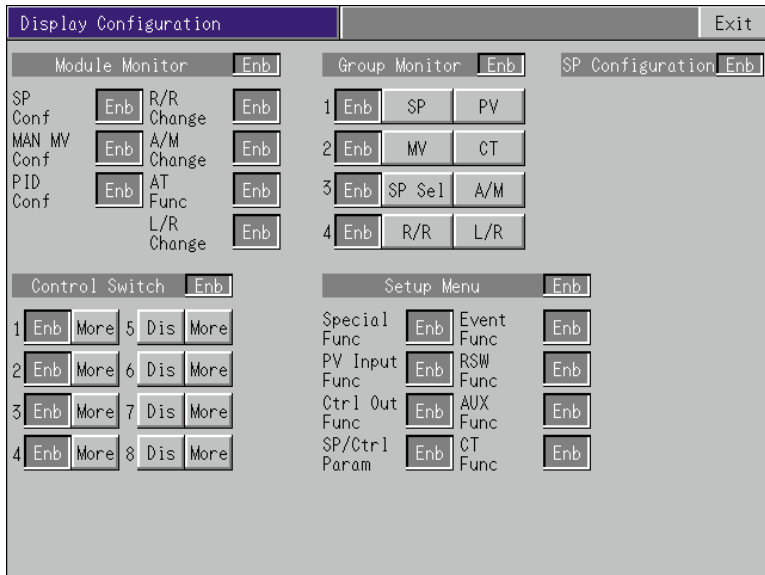 Display Configuration Exit
Module Monitor Enb
SP Conf Enb R/R Change Enb
MAN MV Conf Enb A/M Change Enb
PID Conf Enb AT Func Enb
L/R Change Enb
Group Monitor Enb
1 Enb SP PV
2 Enb MV CT
3 Enb SP Sel A/M
4 Enb R/R L/R
SP Configuration Enb
Control Switch Enb
1 Enb More 5 Dis More
2 Enb More 6 Dis More
3 Enb More 7 Dis More
4 Enb More 8 Dis More
Setup Menu Enb
Special Func Enb Event Func Enb
PV Input Func Enb RSW Func Enb
Ctrl Out Func Enb AUX Func Enb
SP/Ctrl Param Enb CT Func Enb